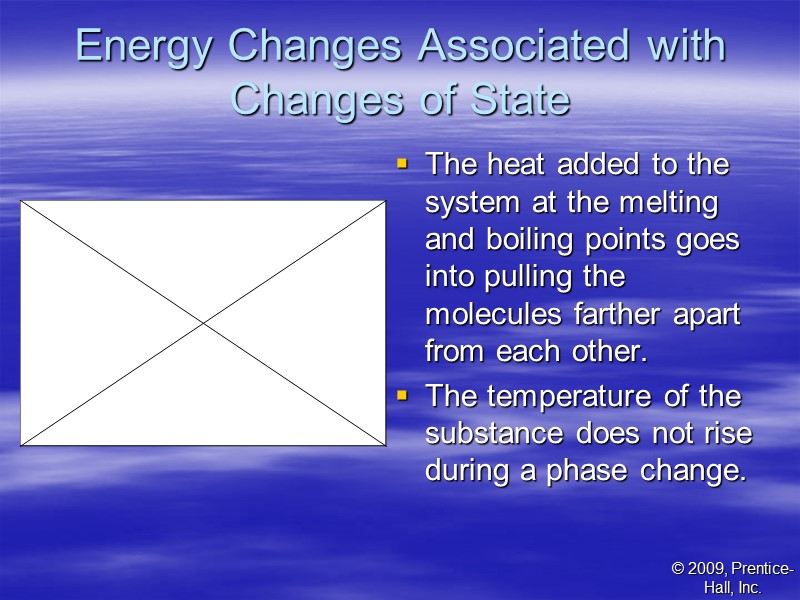 Energy Changes Associated with
Changes of State
The heat added to the
system at the melting
and boiling points goes
into pulling the
molecules farther apart
from each other.
The temperature of the
substance does not rise
during a phase change.
© 2009, Prentice-
Hall, Inc.